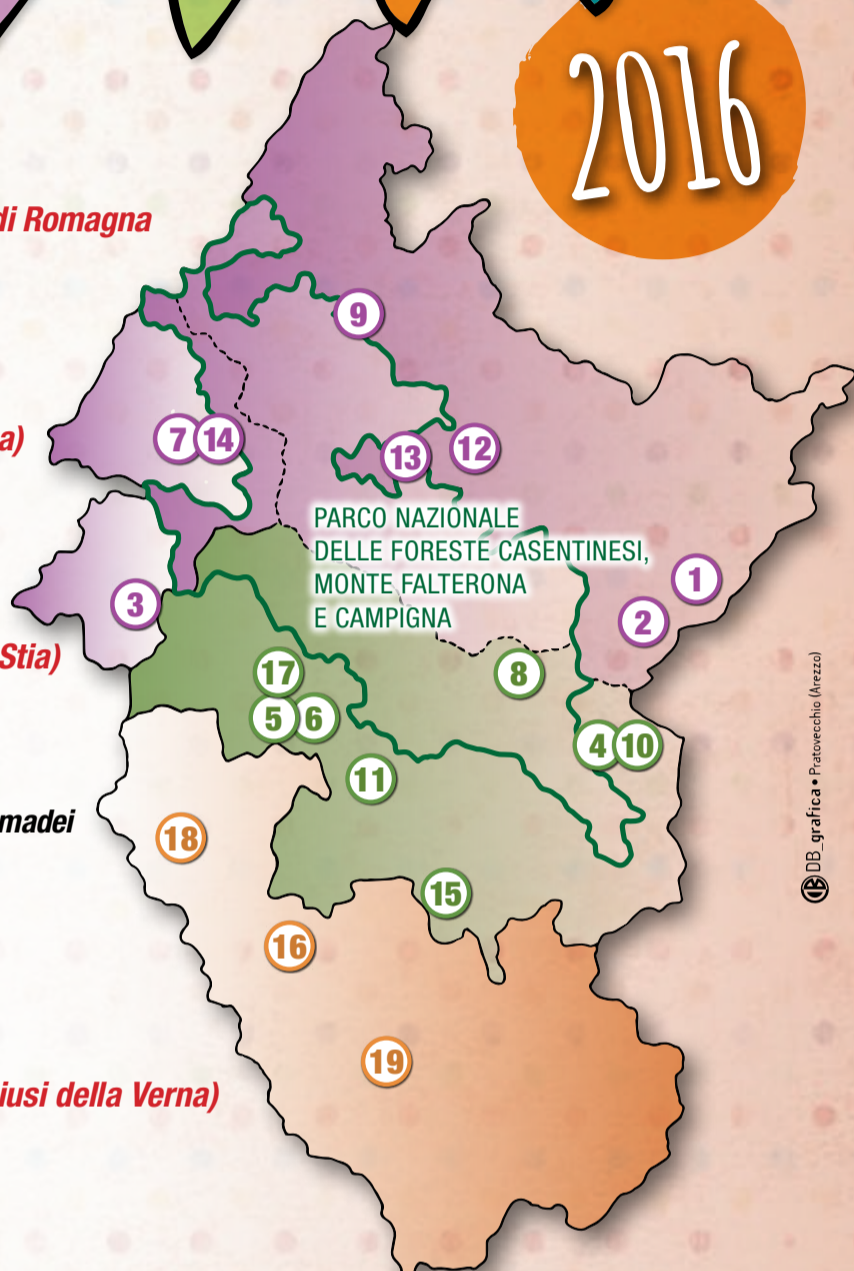 2016
di Romagna
9
a)
7 14
13
12
PARCO NAZIONALE
DELLE FORESTE CASENTINESI,
MONTE FALTERONA
E CAMPIGNA
1
3
2
Stia)
17
8
5 6
4 10
11
madei
18
15
16
19
iusi della Verna)
DB_grafica • Pratovecchio (Arezzo)